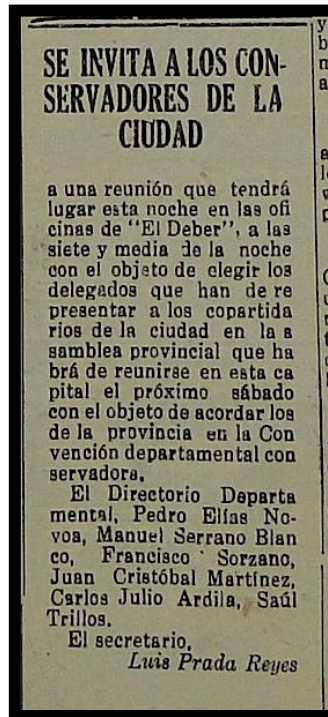 SE INVITA A LOS CON-
SERVADORES DE LA
CIUDAD
a una reunión que tendrá
lugar esta noche en las ofi
cinas de "El Deber", a las
siete y media de la noche
con el objeto de elegir los
delegados que han de re
presentar a los copartida
rios de la ciudad en la a
samblea provincial que ha
brá de reunirse en esta ca
pital el próximo sábado
con el objeto de acordar los
de la provincia en la Con
vención departamental con
servadora.
El Directorio Departa
mental, Pedro Elías No-
voa, Manuel Serrano Blan
co, Francisco Sorzano,
Juan Cristóbal Martínez,
Carlos Julio Ardila, Saúl
Trillos.
El secretario,
Luis Prada Reyes